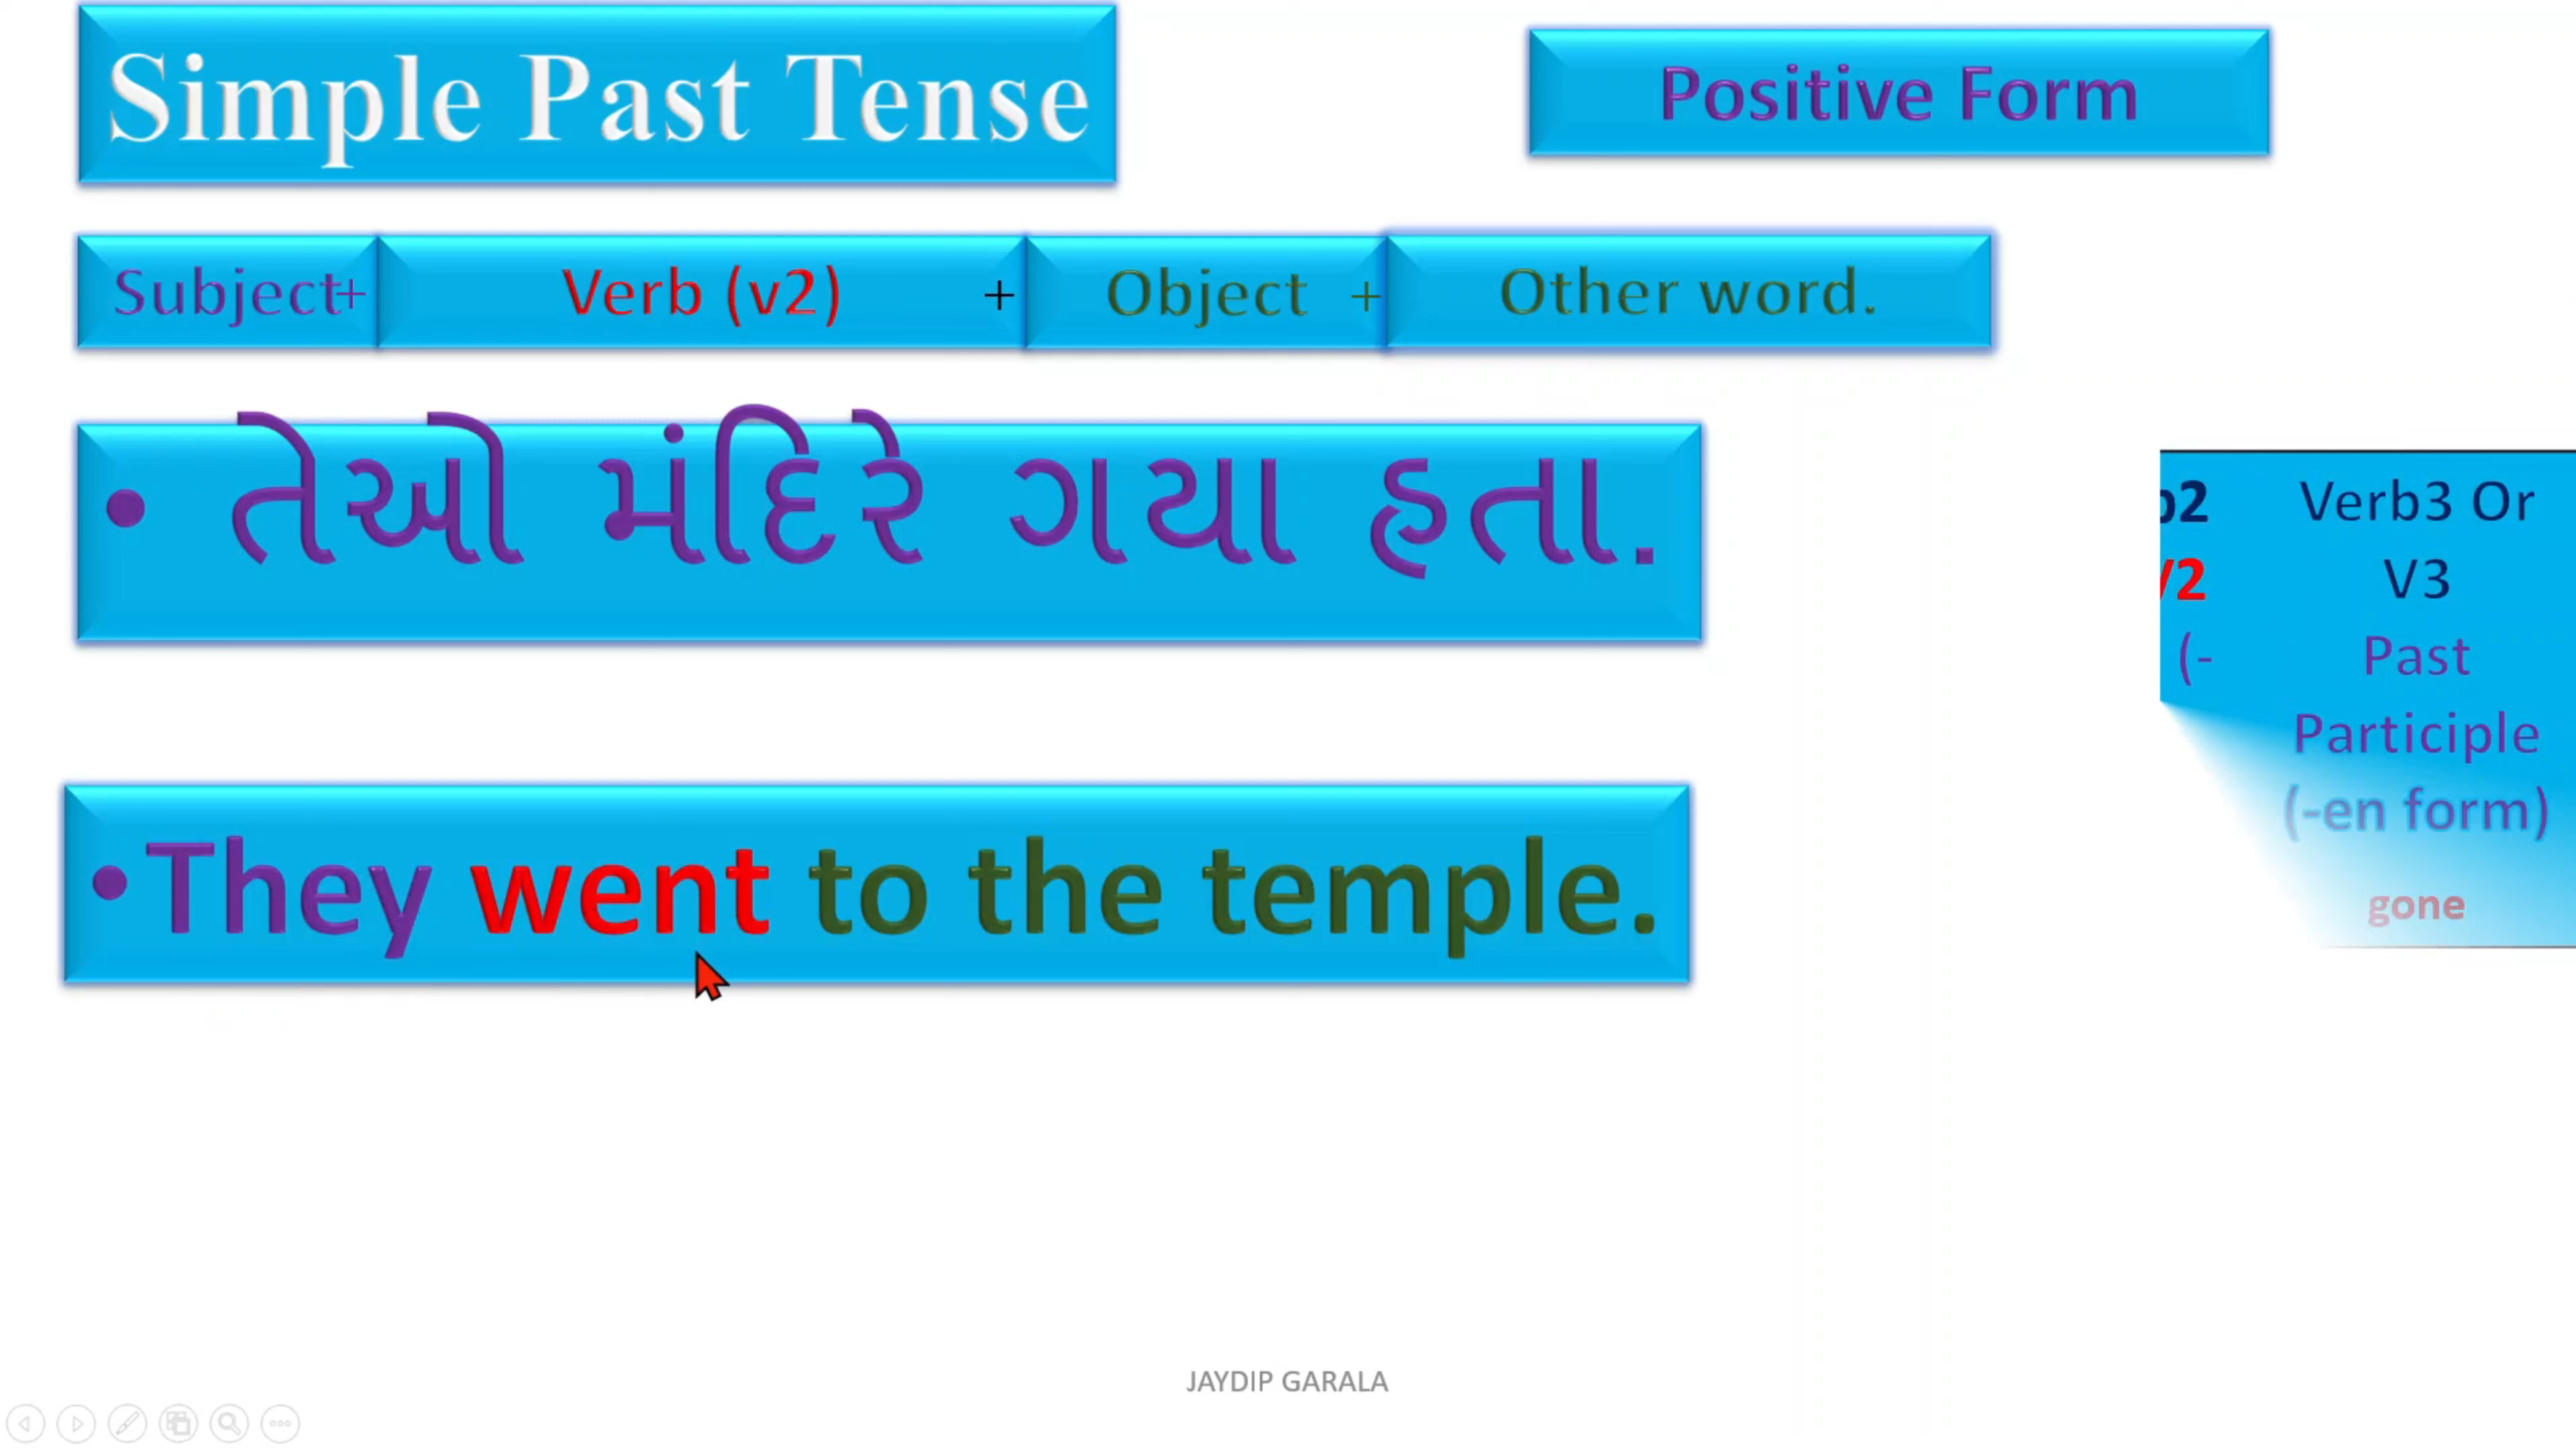 Simple Past Tense
Positive Form
Subject+ Verb (v2) + Object + Other word.
• તેઓ મંદિરે ગયા હતા.
Verb3 Or
V2 V3
(- Past
Participle
(-en form)
•They went to the temple.
gone
JAYDIP GARALA